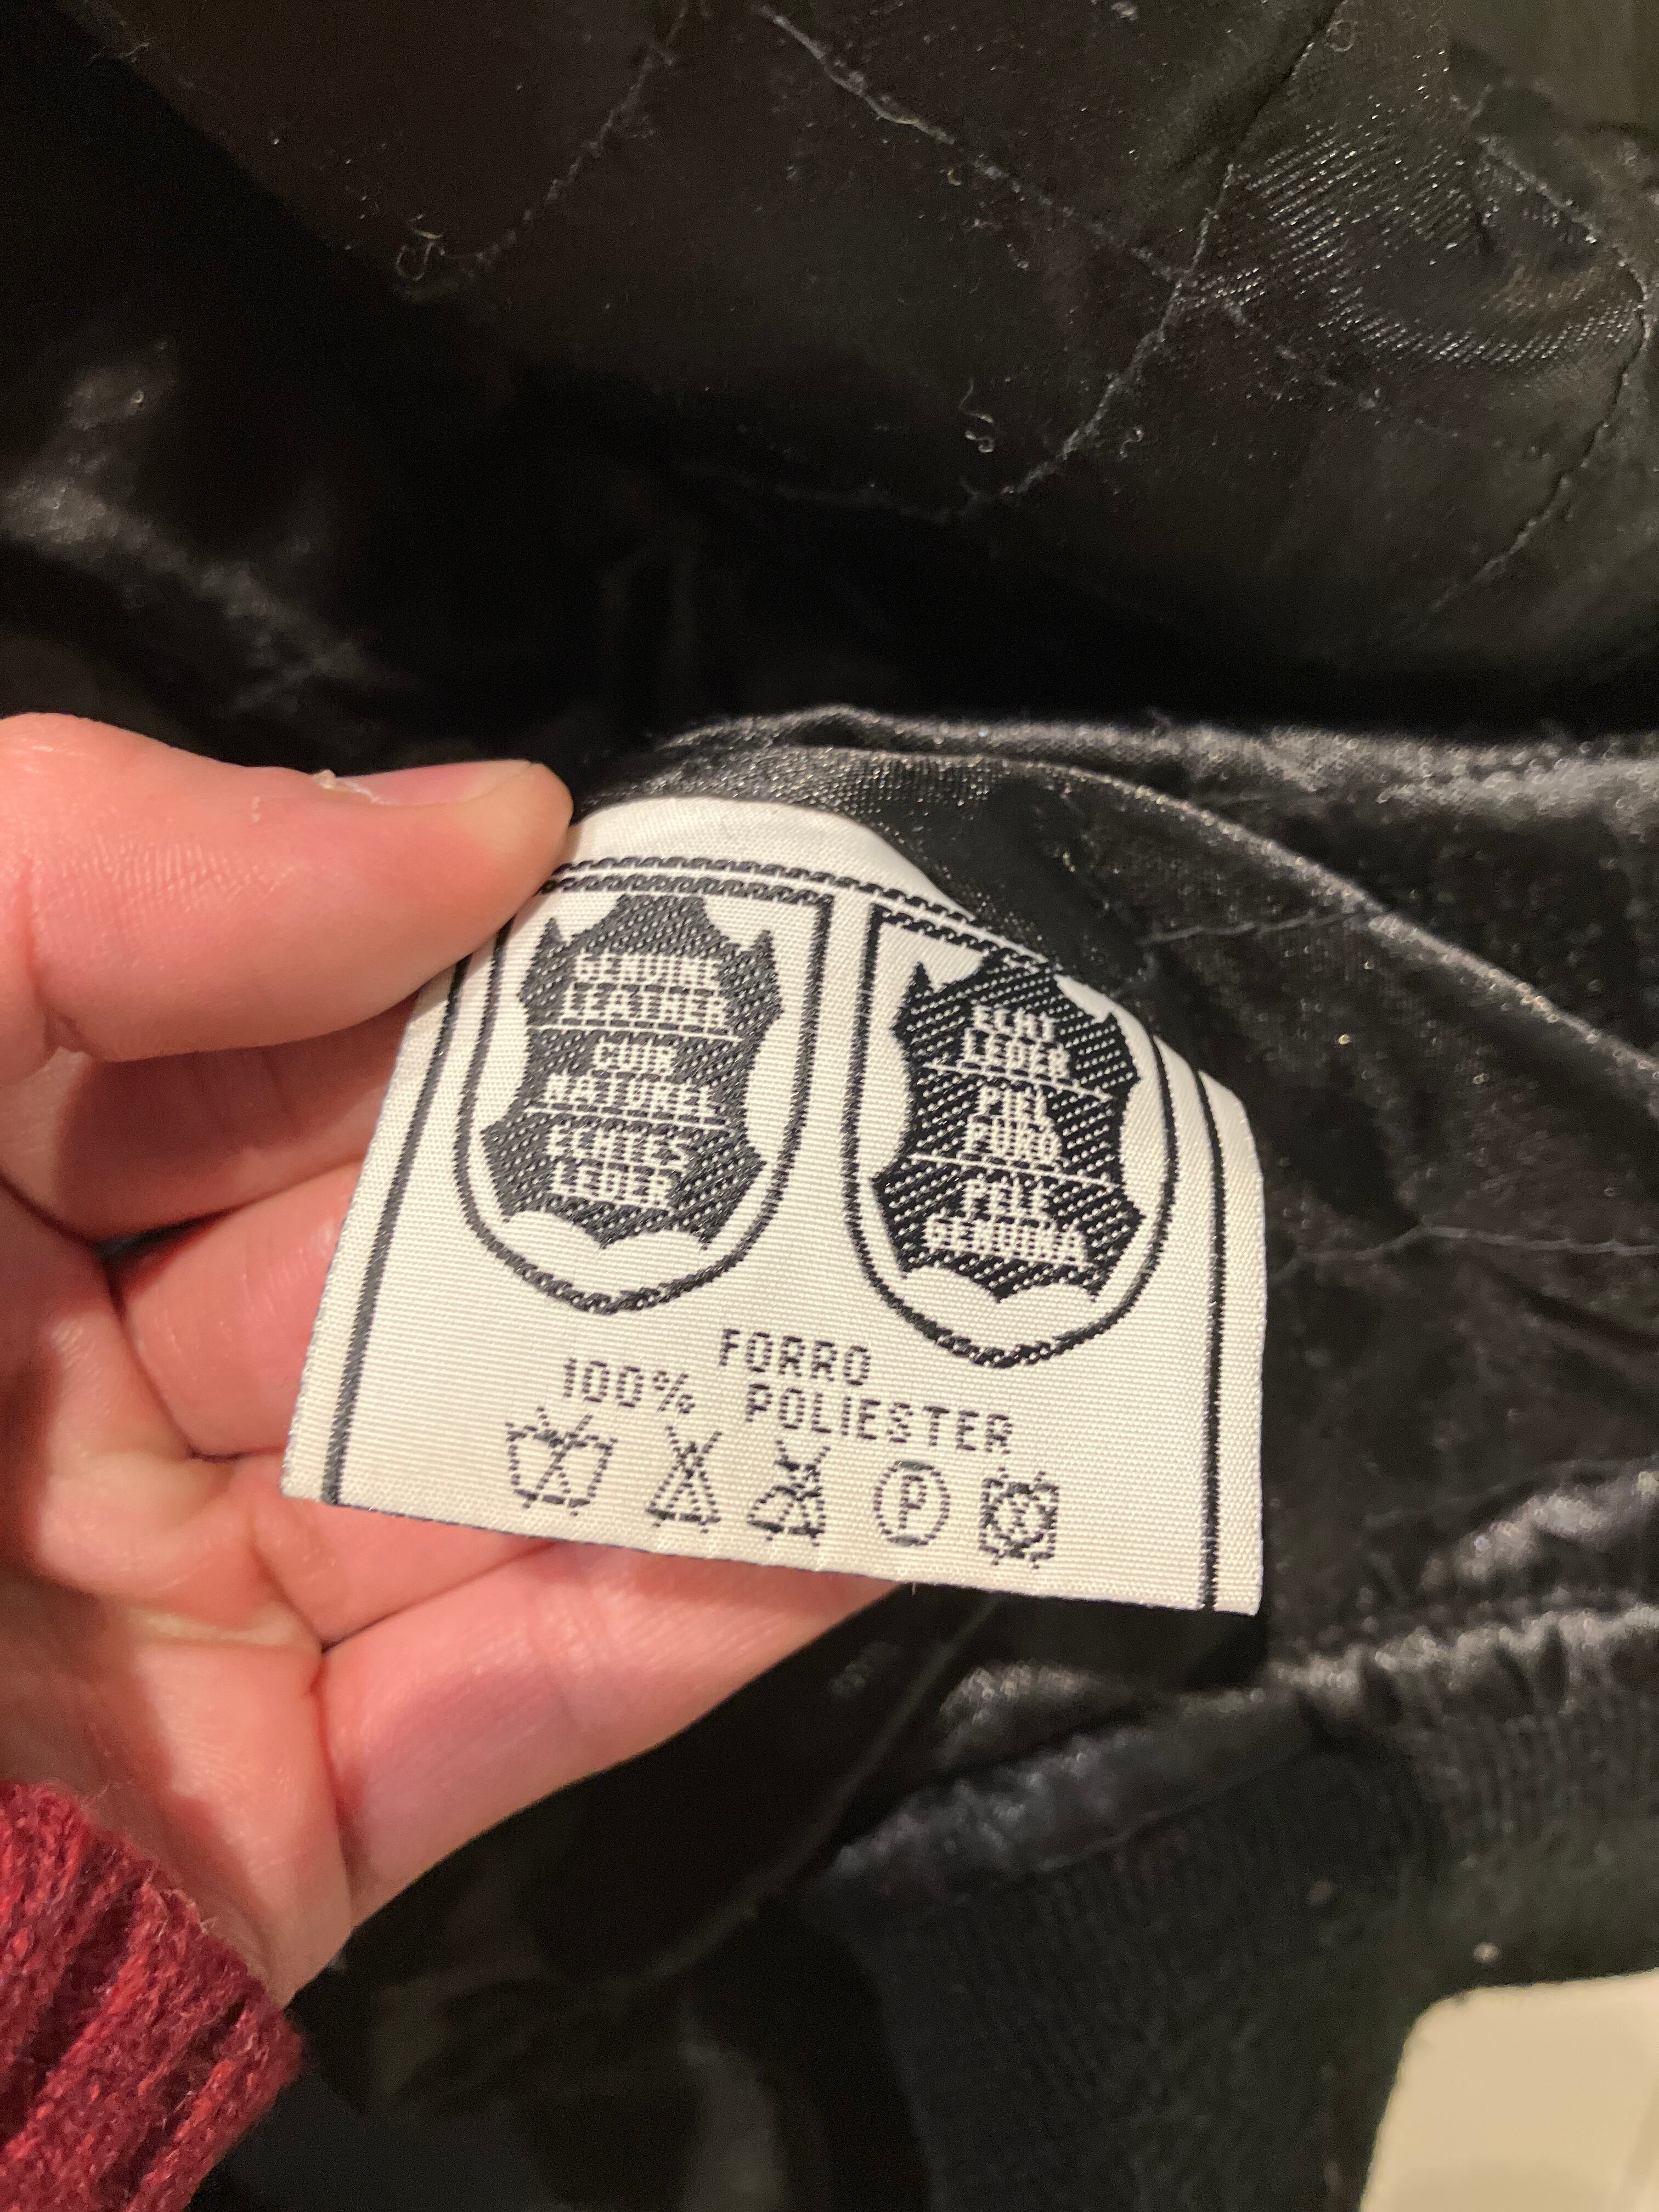 GENUINE
LEATHER
CUIR
NATUREL
ECHTES
LEDER
ECHT
LEDER
PIEL
PURO
PELE
GENUINA
FORRO
100% POLIESTER
P